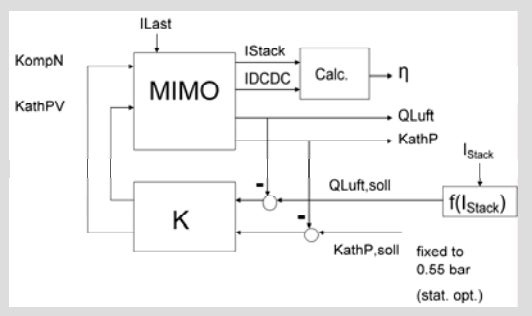 ILast
KompN
IStack
Calc.
η
MIMO
IDCDC
KathPV
QLuft
KathP
IStack
-
QLuft,soll
f(IStack)
K
-
KathP,soll
fixed to
0.55 bar
(stat. opt.)